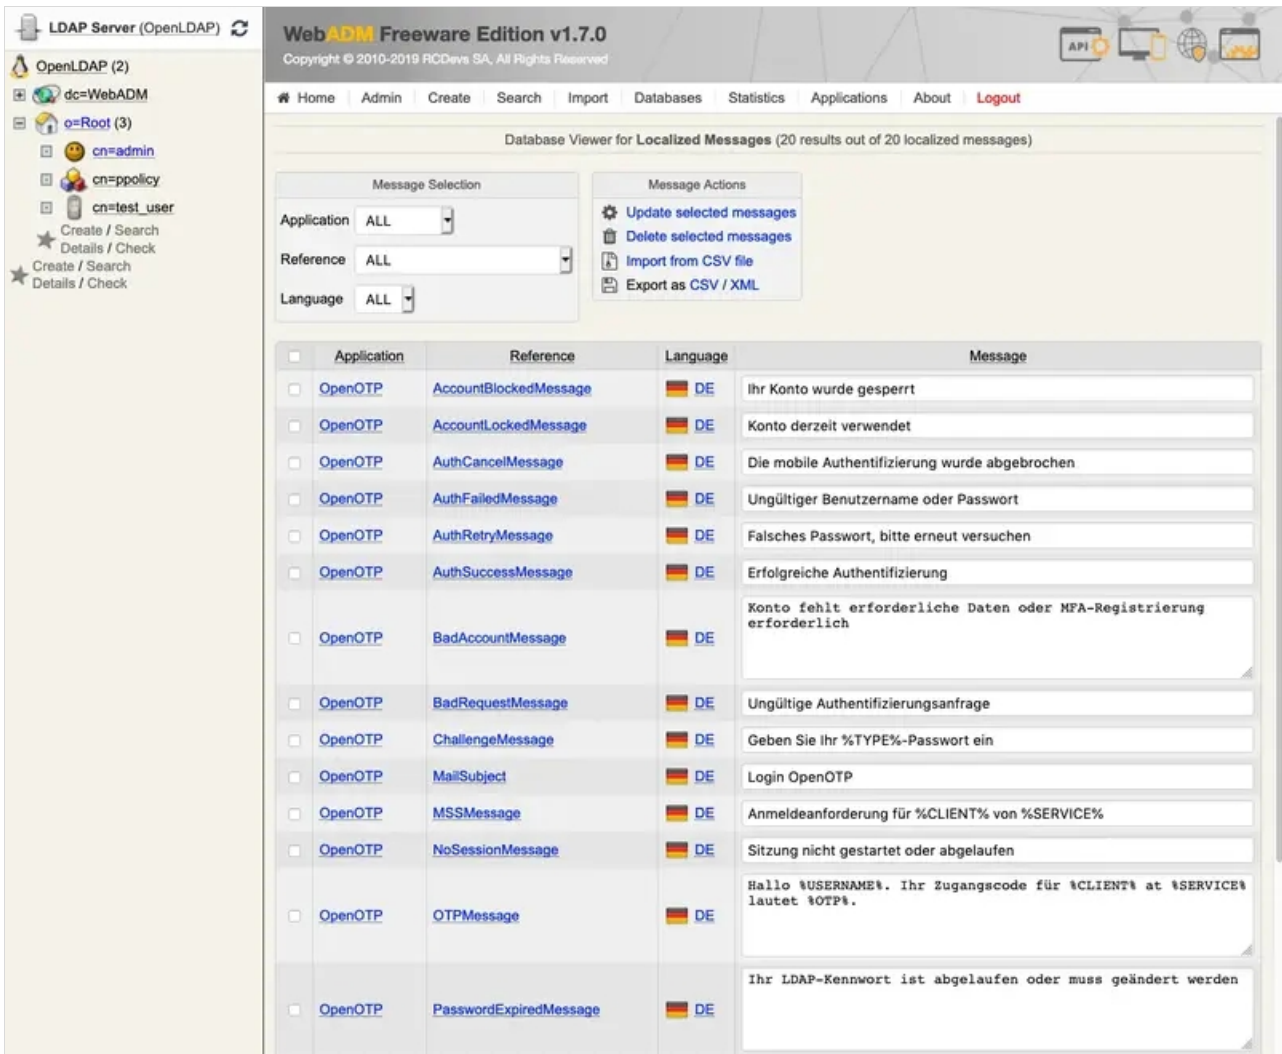 LDAP Server (OpenLDAP)
OpenLDAP (2)
dc=WebADM
o=Root (3)
cn=admin
cn=ppolicy
cn=test_user
Create / Search
Details / Check
Create / Search
Details / Check
WebADM Freeware Edition v1.7.0
Copyright © 2010-2019 RCDevs SA, All Rights Reserved
API
Home Admin Create Search Import Databases Statistics Applications About Logout
Database Viewer for Localized Messages (20 results out of 20 localized messages)
Message Selection
Application ALL
Reference ALL
Language ALL
Message Actions
Update selected messages
Delete selected messages
Import from CSV file
Export as CSV / XML
Application Reference Language Message
OpenOTP AccountBlockedMessage DE Ihr Konto wurde gesperrt
OpenOTP AccountLockedMessage DE Konto derzeit verwendet
OpenOTP AuthCancelMessage DE Die mobile Authentifizierung wurde abgebrochen
OpenOTP AuthFailedMessage DE Ungültiger Benutzername oder Passwort
OpenOTP AuthRetryMessage DE Falsches Passwort, bitte erneut versuchen
OpenOTP AuthSuccessMessage DE Erfolgreiche Authentifizierung
OpenOTP BadAccountMessage DE Konto fehlt erforderliche Daten oder MFA-Registrierung
erforderlich
OpenOTP BadRequestMessage DE Ungültige Authentifizierungsanfrage
OpenOTP ChallengeMessage DE Geben Sie Ihr %TYPE%-Passwort ein
OpenOTP MailSubject DE Login OpenOTP
OpenOTP MSSMessage DE Anmeldeanforderung für %CLIENT% von %SERVICE%
OpenOTP NoSessionMessage DE Sitzung nicht gestartet oder abgelaufen
OpenOTP OTPMessage DE Hallo %USERNAME%. Ihr Zugangscode für %CLIENT% at %SERVICE%
lautet %OTP%.
OpenOTP PasswordExpiredMessage DE Ihr LDAP-Kennwort ist abgelaufen oder muss geändert werden